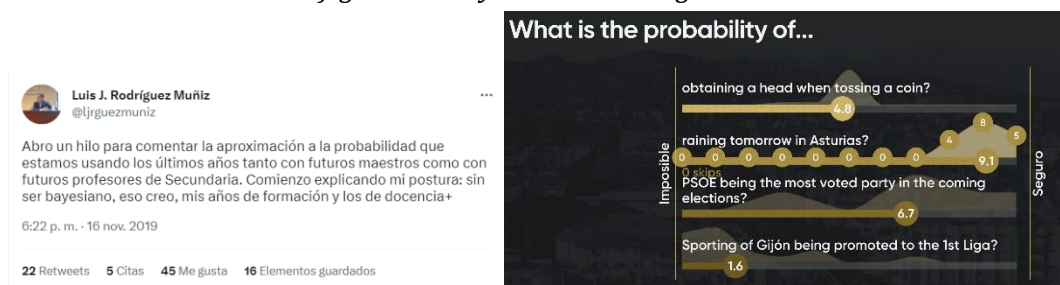 Luis J. Rodríguez Muñiz
@ljrguezmuniz
Abro un hilo para comentar la aproximación a la probabilidad que
estamos usando los últimos años tanto con futuros maestros como con
futuros profesores de Secundaria. Comienzo explicando mi postura: sin
ser bayesiano, eso creo, mis años de formación y los de docencia+
6:22 p. m. · 16 nov. 2019
22 Retweets 5 Citas 45 Me gusta 16 Elementos guardados
What is the probability of...
Imposible
obtaining a head when tossing a coin?
4.8
raining tomorrow in Asturias?
0 0 0 0 0 0 0 0 4 8 5
9.1
0 skips
PSOE being the most voted party in the coming
elections?
6.7
Sporting of Gijón being promoted to the 1st Liga?
1.6
Seguro